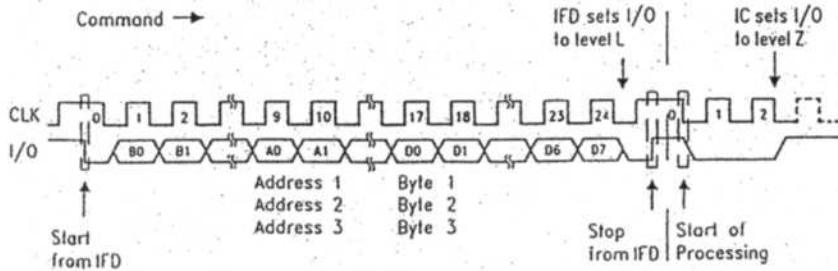 Command →
IFD sets I/O
to level L
IC sets I/O
to level Z
CLK
0 1 2 9 10 17 18 23 24 0 1 2
I/O
B0 B1 A0 A1 D0 D1 D6 D7
Address 1 Byte 1
Address 2 Byte 2
Address 3 Byte 3
Start
from IFD
Stop
from IFD
Start of
Processing